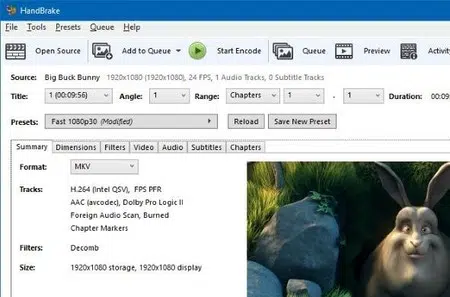 HandBrake
File Tools Presets Queue Help
Open Source Add to Queue Start Encode Queue Preview Activit
Source: Big Buck Bunny 1920x1080 (1920x1080), 24 FPS, 1 Audio Tracks, 0 Subtitle Tracks
Title: 1 (00:09:56) Angle: 1 Range: Chapters 1 - 1 Duration: 00:09
Presets: Fast 1080p30 (Modified) Reload Save New Preset
Summary Dimensions Filters Video Audio Subtitles Chapters
Format: MKV
Tracks: H.264 (Intel QSV), FPS PFR
AAC (avcodec), Dolby Pro Logic II
Foreign Audio Scan, Burned
Chapter Markers
Filters: Decomb
Size: 1920x1080 storage, 1920x1080 display